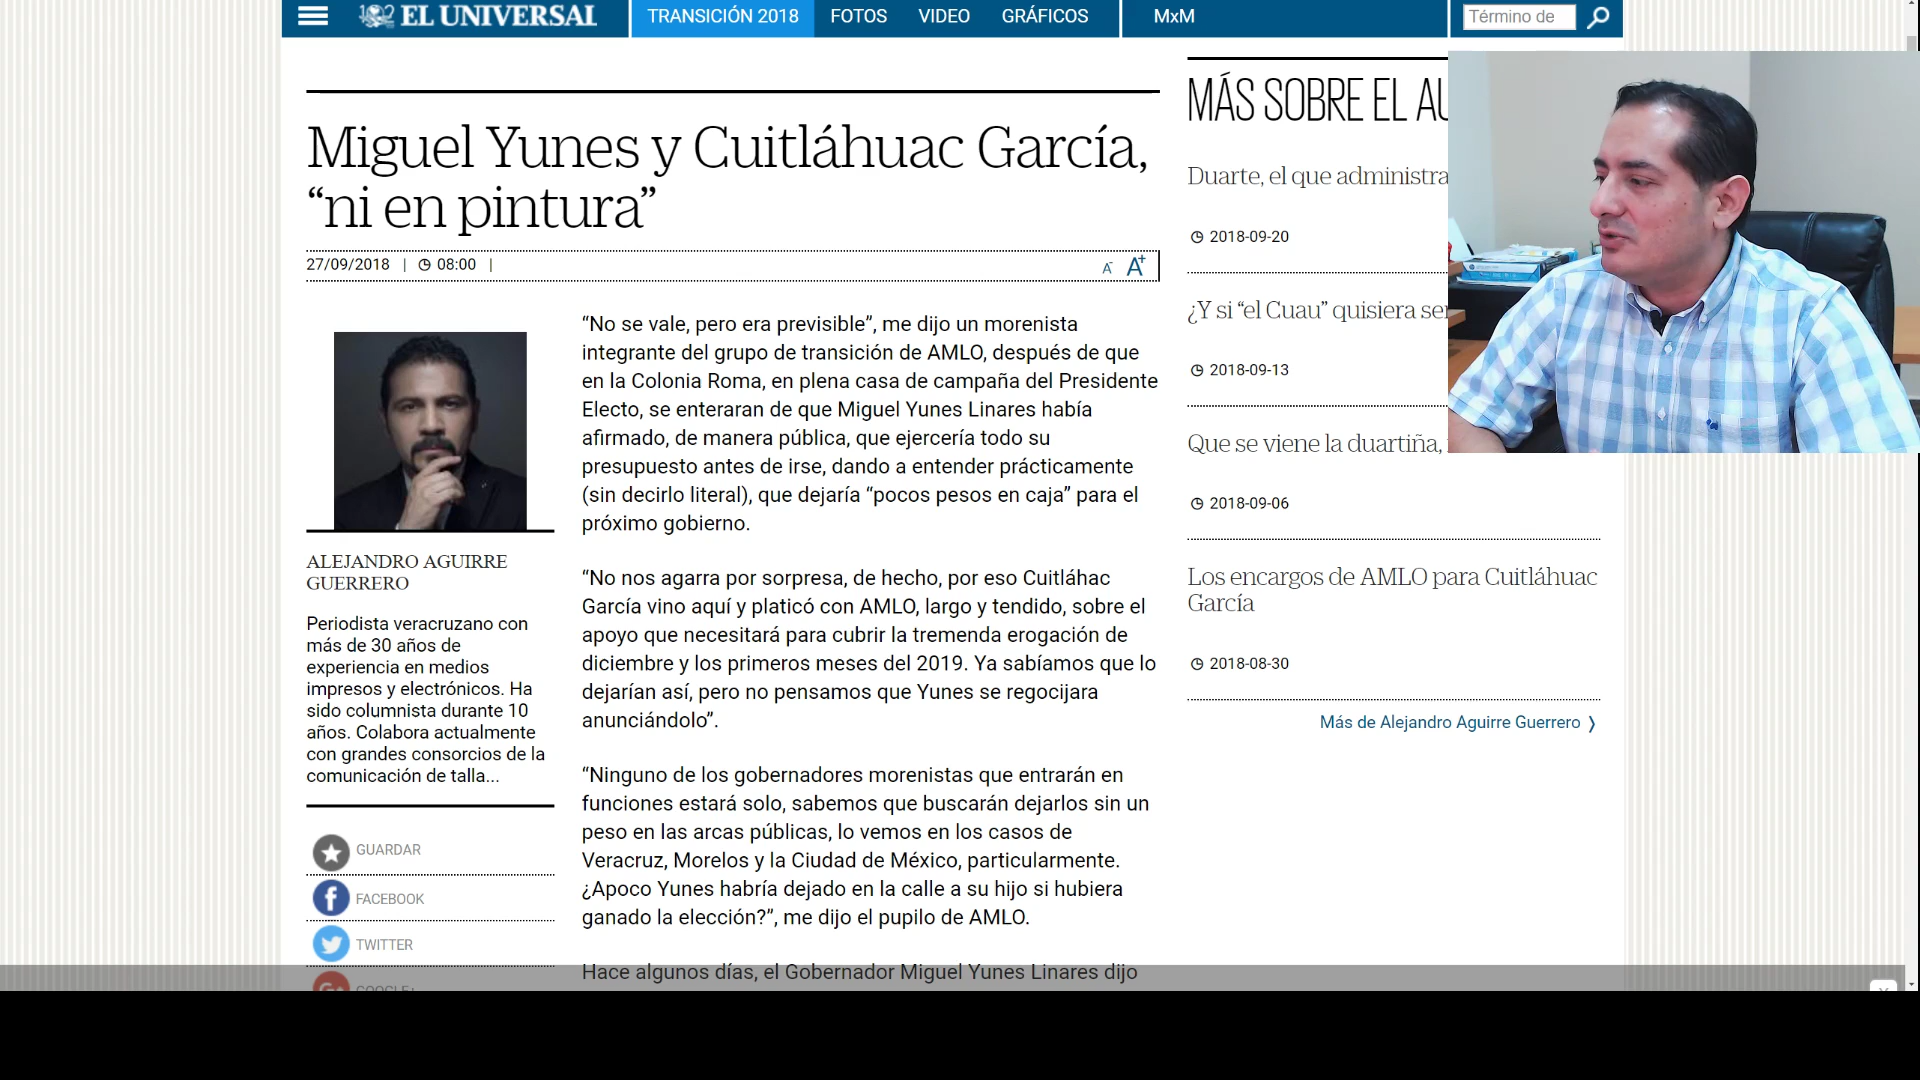 EL UNIVERSAL
TRANSICIÓN 2018
FOTOS
VIDEO
GRÁFICOS
MxM
Término de
Miguel Yunes y Cuitláhuac García,
“ni en pintura”
27/09/2018 | 08:00 |
A- A+
ALEJANDRO AGUIRRE
GUERRERO
Periodista veracruzano con
más de 30 años de
experiencia en medios
impresos y electrónicos. Ha
sido columnista durante 10
años. Colabora actualmente
con grandes consorcios de la
comunicación de talla...
GUARDAR
FACEBOOK
TWITTER
“No se vale, pero era previsible”, me dijo un morenista
integrante del grupo de transición de AMLO, después de que
en la Colonia Roma, en plena casa de campaña del Presidente
Electo, se enteraran de que Miguel Yunes Linares había
afirmado, de manera pública, que ejercería todo su
presupuesto antes de irse, dando a entender prácticamente
(sin decirlo literal), que dejaría “pocos pesos en caja” para el
próximo gobierno.
“No nos agarra por sorpresa, de hecho, por eso Cuitláhac
García vino aquí y platicó con AMLO, largo y tendido, sobre el
apoyo que necesitará para cubrir la tremenda erogación de
diciembre y los primeros meses del 2019. Ya sabíamos que lo
dejarían así, pero no pensamos que Yunes se regocijara
anunciándolo”.
“Ninguno de los gobernadores morenistas que entrarán en
funciones estará solo, sabemos que buscarán dejarlos sin un
peso en las arcas públicas, lo vemos en los casos de
Veracruz, Morelos y la Ciudad de México, particularmente.
¿Apoco Yunes habría dejado en la calle a su hijo si hubiera
ganado la elección?”, me dijo el pupilo de AMLO.
Hace algunos días, el Gobernador Miguel Yunes Linares dijo
MÁS SOBRE EL AU
Duarte, el que administra
2018-09-20
¿Y si “el Cuau” quisiera ser
2018-09-13
Que se viene la duartiña,
2018-09-06
Los encargos de AMLO para Cuitláhuac
García
2018-08-30
Más de Alejandro Aguirre Guerrero ❭